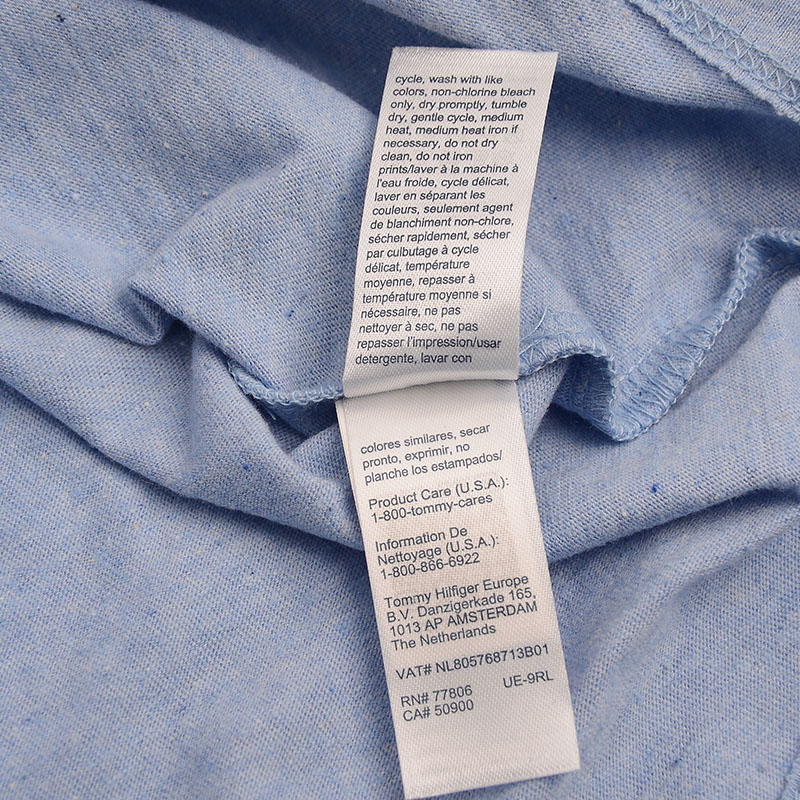 cycle, wash with like
colors, non-chlorine bleach
only, dry promptly, tumble
dry, gentle cycle, medium
heat, medium heat iron if
necessary, do not dry
clean, do not iron
prints/laver à la machine à
l'eau froide, cycle délicat,
laver en séparant les
couleurs, seulement agent
de blanchiment non-chlore,
sécher rapidement, sécher
par culbutage à cycle
délicat, température
moyenne, repasser à
température moyenne si
nécessaire, ne pas
nettoyer à sec, ne pas
repasser l'impression/usar
detergente, lavar con
colores similares, secar
pronto, exprimir, no
planche los estampados/
Product Care (U.S.A.):
1-800-tommy-cares
Information De
Nettoyage (U.S.A.):
1-800-866-6922
Tommy Hilfiger Europe
B.V. Danzigerkade 165,
1013 AP AMSTERDAM
The Netherlands
VAT# NL805768713B01
RN# 77806 UE-9RL
CA# 50900